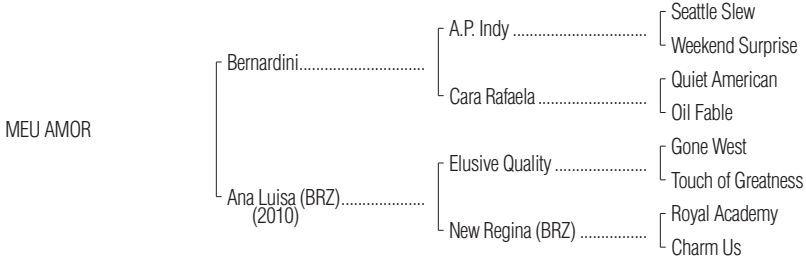 Seattle Slew
A.P. Indy ................................
Weekend Surprise
Bernardini..............................
Quiet American
Cara Rafaela ..........................
Oil Fable
MEU AMOR
Gone West
Elusive Quality ......................
Touch of Greatness
Ana Luisa (BRZ)....................
(2010)
Royal Academy
New Regina (BRZ) ................
Charm Us